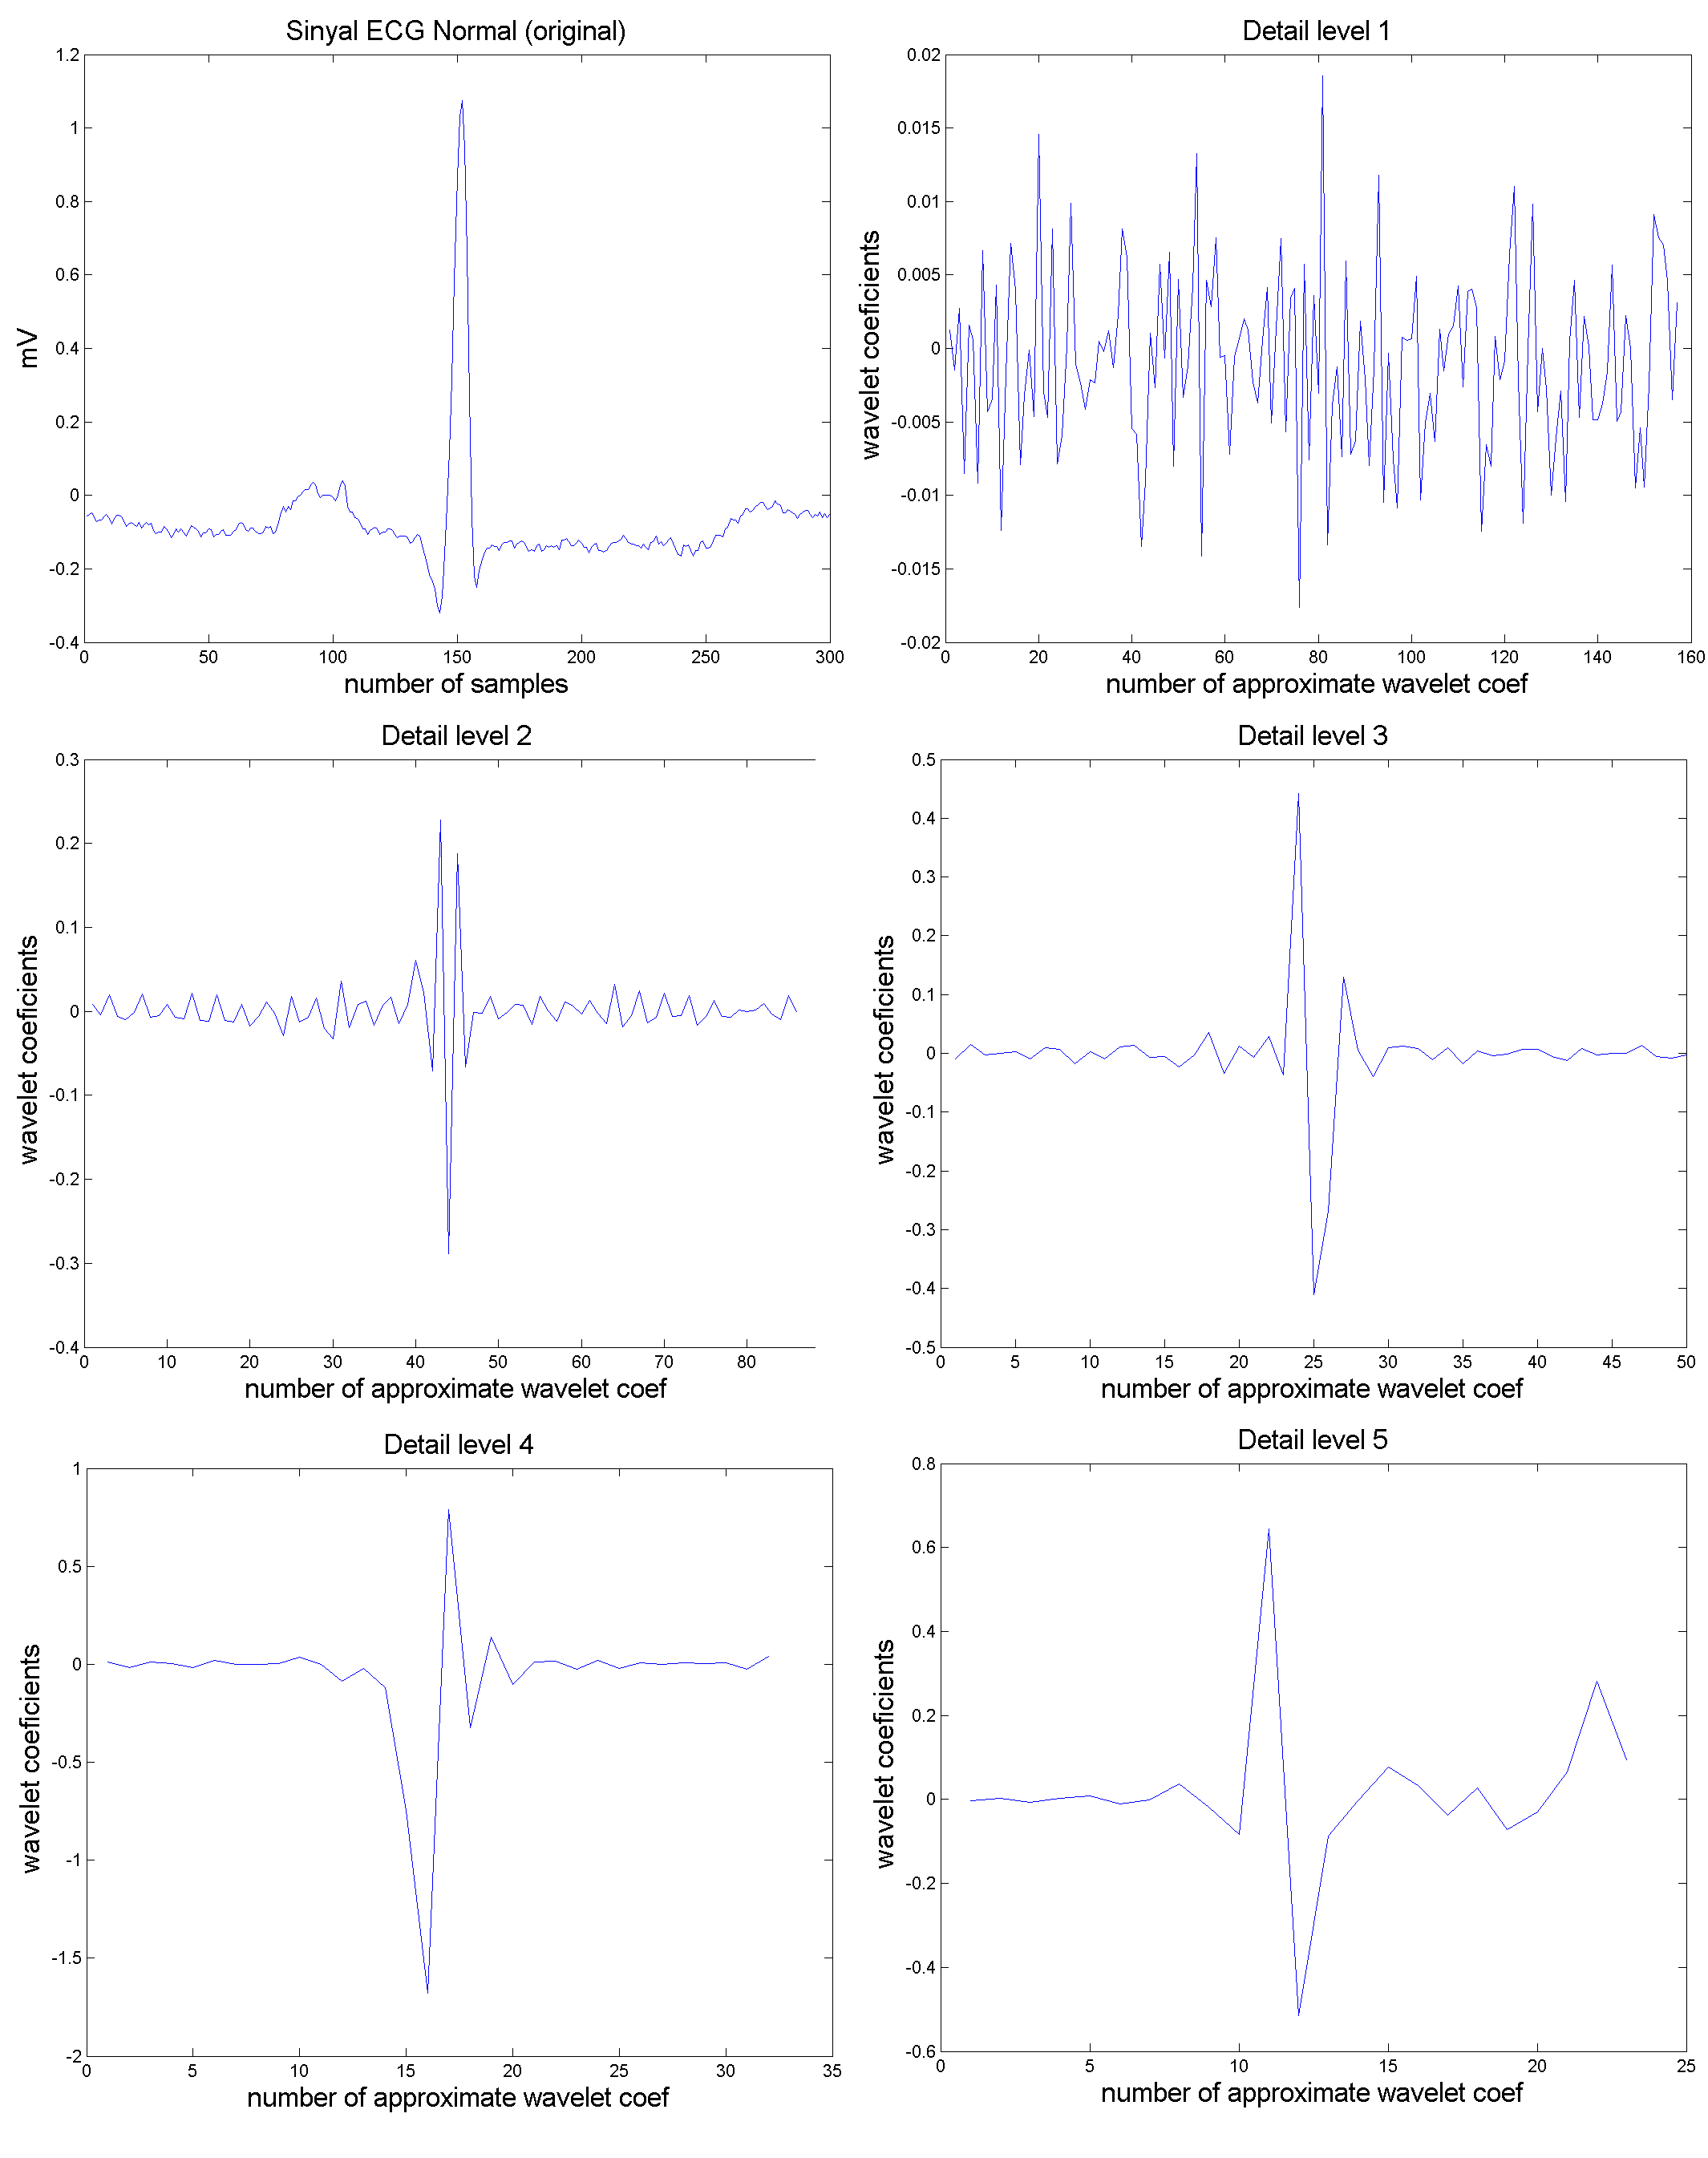 Sinyal ECG Normal (original)
1.2
1
0.8
0.6
0.4
0.2
0
-0.2
-0.4
mV
0 50 100 150 200 250 300
number of samples
Detail level 1
0.02
0.015
0.01
0.005
0
-0.005
-0.01
-0.015
-0.02
wavelet coeficients
0 20 40 60 80 100 120 140 160
number of approximate wavelet coef
Detail level 2
0.3
0.2
0.1
0
-0.1
-0.2
-0.3
-0.4
wavelet coeficients
0 10 20 30 40 50 60 70 80
number of approximate wavelet coef
Detail level 3
0.5
0.4
0.3
0.2
0.1
0
-0.1
-0.2
-0.3
-0.4
-0.5
wavelet coeficients
0 5 10 15 20 25 30 35 40 45 50
number of approximate wavelet coef
Detail level 4
1
0.5
0
-0.5
-1
-1.5
-2
wavelet coeficients
0 5 10 15 20 25 30 35
number of approximate wavelet coef
Detail level 5
0.8
0.6
0.4
0.2
0
-0.2
-0.4
-0.6
wavelet coeficients
0 5 10 15 20 25
number of approximate wavelet coef